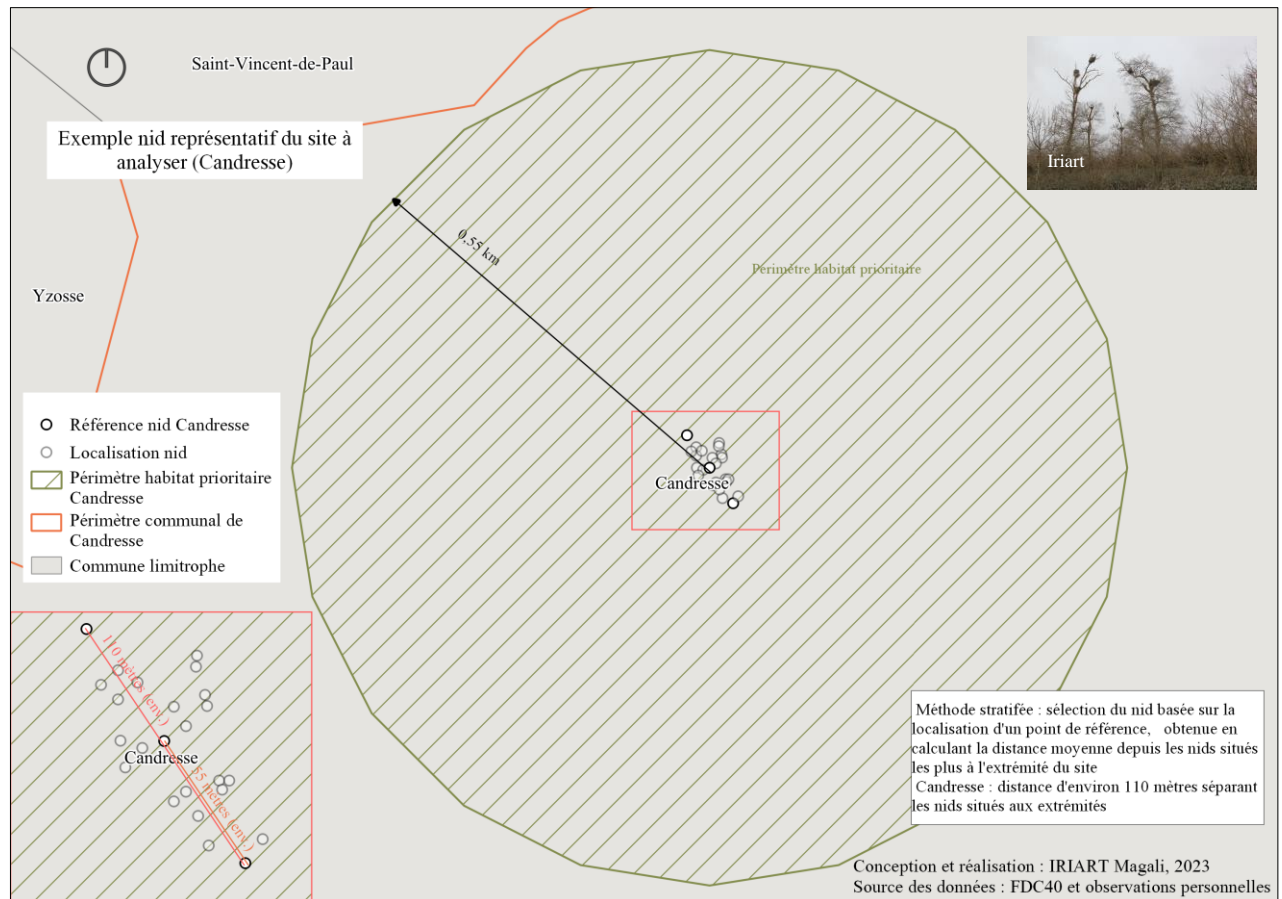 Saint-Vincent-de-Paul
Exemple nid représentatif du site à
analyser (Candresse)
Iriart
0,55 km
Périmètre habitat prioritaire
Yzosse
Référence nid Candresse
Localisation nid
Périmètre habitat prioritaire
Candresse
Périmètre communal de
Candresse
Commune limitrophe
Candresse
110 mètres (env.)
Candresse
55 mètres (env.)
Méthode stratifée : sélection du nid basée sur la
localisation d'un point de référence, obtenue en
calculant la distance moyenne depuis les nids situés
les plus à l'extrémité du site
Candresse : distance d'environ 110 mètres séparant
les nids situés aux extrémités
Conception et réalisation : IRIART Magali, 2023
Source des données : FDC40 et observations personnelles